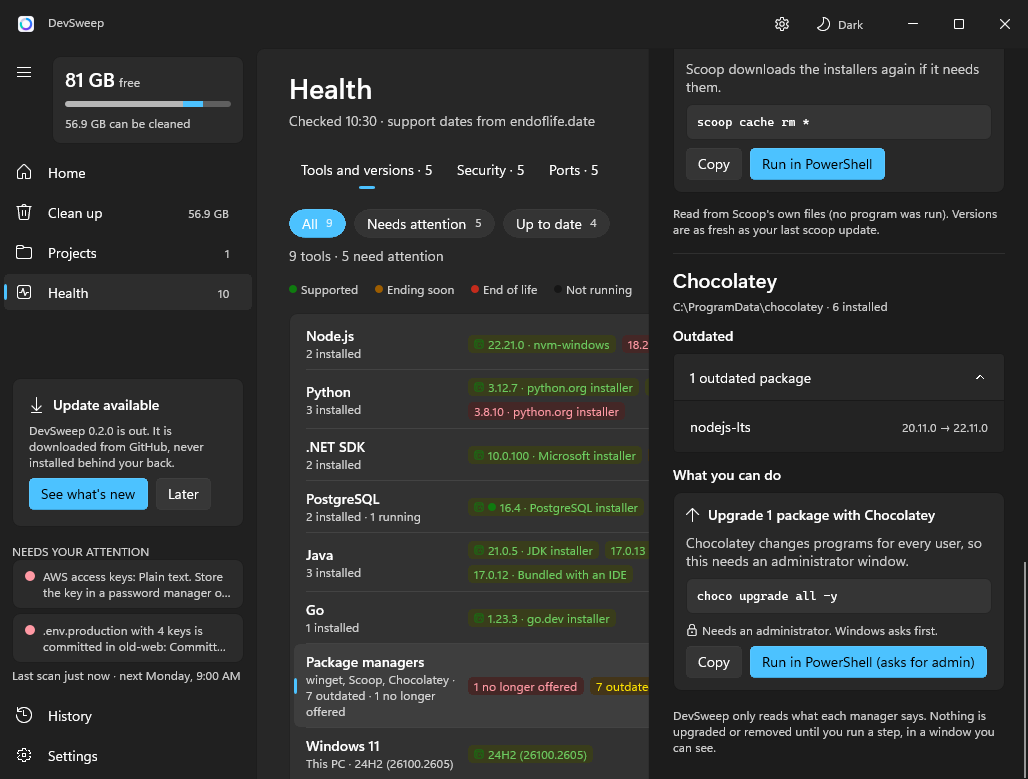 DevSweep
Dark
81 GB free
56.9 GB can be cleaned
Home
Clean up 56.9 GB
Projects 1
Health 10
Update available
DevSweep 0.2.0 is out. It is
downloaded from GitHub, never
installed behind your back.
See what's new
Later
NEEDS YOUR ATTENTION
AWS access keys: Plain text. Store
the key in a password manager o...
.env.production with 4 keys is
committed in old-web: Committ...
Last scan just now · next Monday, 9:00 AM
History
Settings
Health
Checked 10:30 · support dates from endoflife.date
Tools and versions · 5 Security · 5 Ports · 5
All 9 Needs attention 5 Up to date 4
9 tools · 5 need attention
Supported Ending soon End of life Not running
Node.js
2 installed
22.21.0 · nvm-windows 18.2
Python
3 installed
3.12.7 · python.org installer
3.8.10 · python.org installer
.NET SDK
2 installed
10.0.100 · Microsoft installer
PostgreSQL
2 installed · 1 running
16.4 · PostgreSQL installer
Java
3 installed
21.0.5 · JDK installer 17.0.13
17.0.12 · Bundled with an IDE
Go
1 installed
1.23.3 · go.dev installer
Package managers
winget, Scoop, Chocolatey ·
7 outdated · 1 no longer
offered
1 no longer offered 7 outdate
Windows 11
This PC · 24H2 (26100.2605)
24H2 (26100.2605)
Scoop downloads the installers again if it needs
them.
scoop cache rm *
Copy
Run in PowerShell
Read from Scoop's own files (no program was run). Versions
are as fresh as your last scoop update.
Chocolatey
C:\ProgramData\chocolatey · 6 installed
Outdated
1 outdated package
nodejs-lts 20.11.0 → 22.11.0
What you can do
Upgrade 1 package with Chocolatey
Chocolatey changes programs for every user, so
this needs an administrator window.
choco upgrade all -y
Needs an administrator. Windows asks first.
Copy
Run in PowerShell (asks for admin)
DevSweep only reads what each manager says. Nothing is
upgraded or removed until you run a step, in a window you
can see.